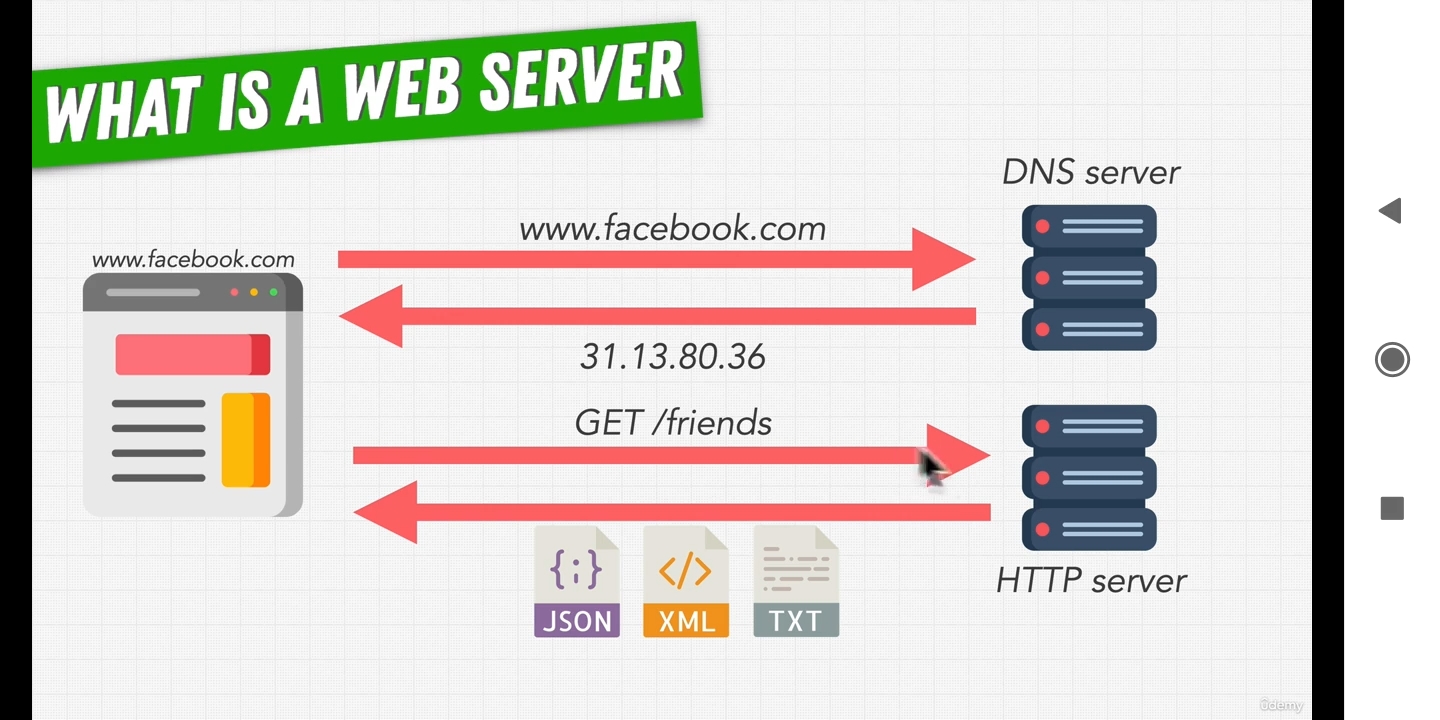 WHAT IS A WEB SERVER
DNS server
www.facebook.com
www.facebook.com
31.13.80.36
GET /friends
{;}
JSON
</>
XML
TXT
HTTP server
ûdemy